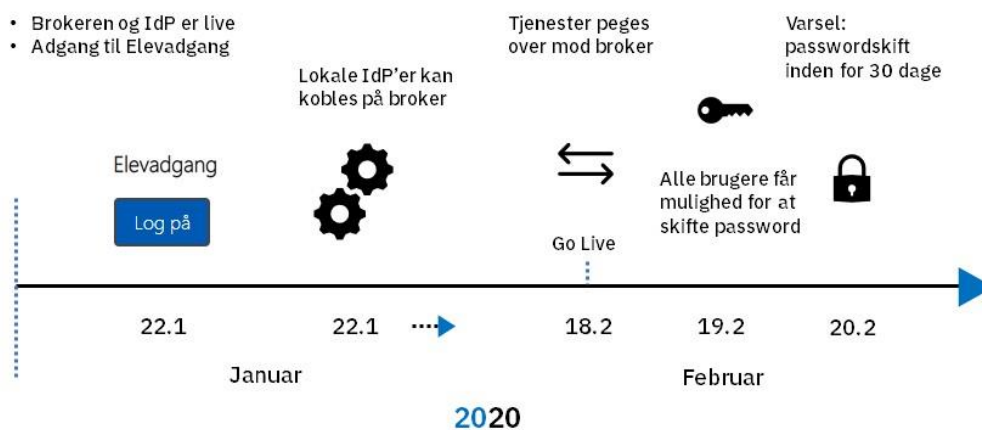 • Brokeren og IdP er live
• Adgang til Elevadgang
Elevadgang
Log på
Lokale IdP'er kan
kobles på broker
Tjenester peges
over mod broker
Go Live
Alle brugere får
mulighed for at
skifte password
Varsel:
passwordskift
inden for 30 dage
22.1
22.1
18.2
19.2
20.2
Januar
Februar
2020